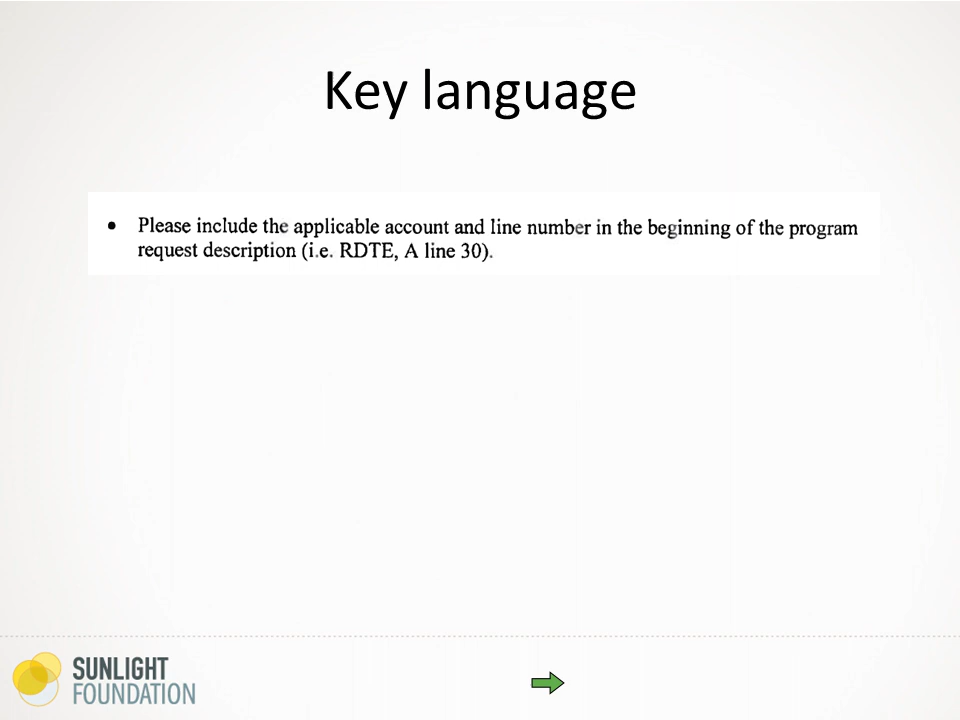 Key language
• Please include the applicable account and line number in the beginning of the program
request description (i.e. RDTE, A line 30).
SUNLIGHT
FOUNDATION